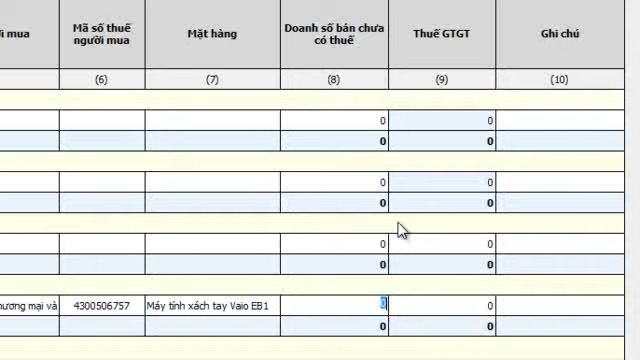 i mua
Mã số thuế
người mua
Mặt hàng
Doanh số bán chưa
có thuế
Thuế GTGT
Ghi chú
(6) (7) (8) (9) (10)
0 0
0 0
0 0
0 0
0 0
0 0
hương mại và 4300506757 Máy tính xách tay Vaio EB1 0 0
0 0